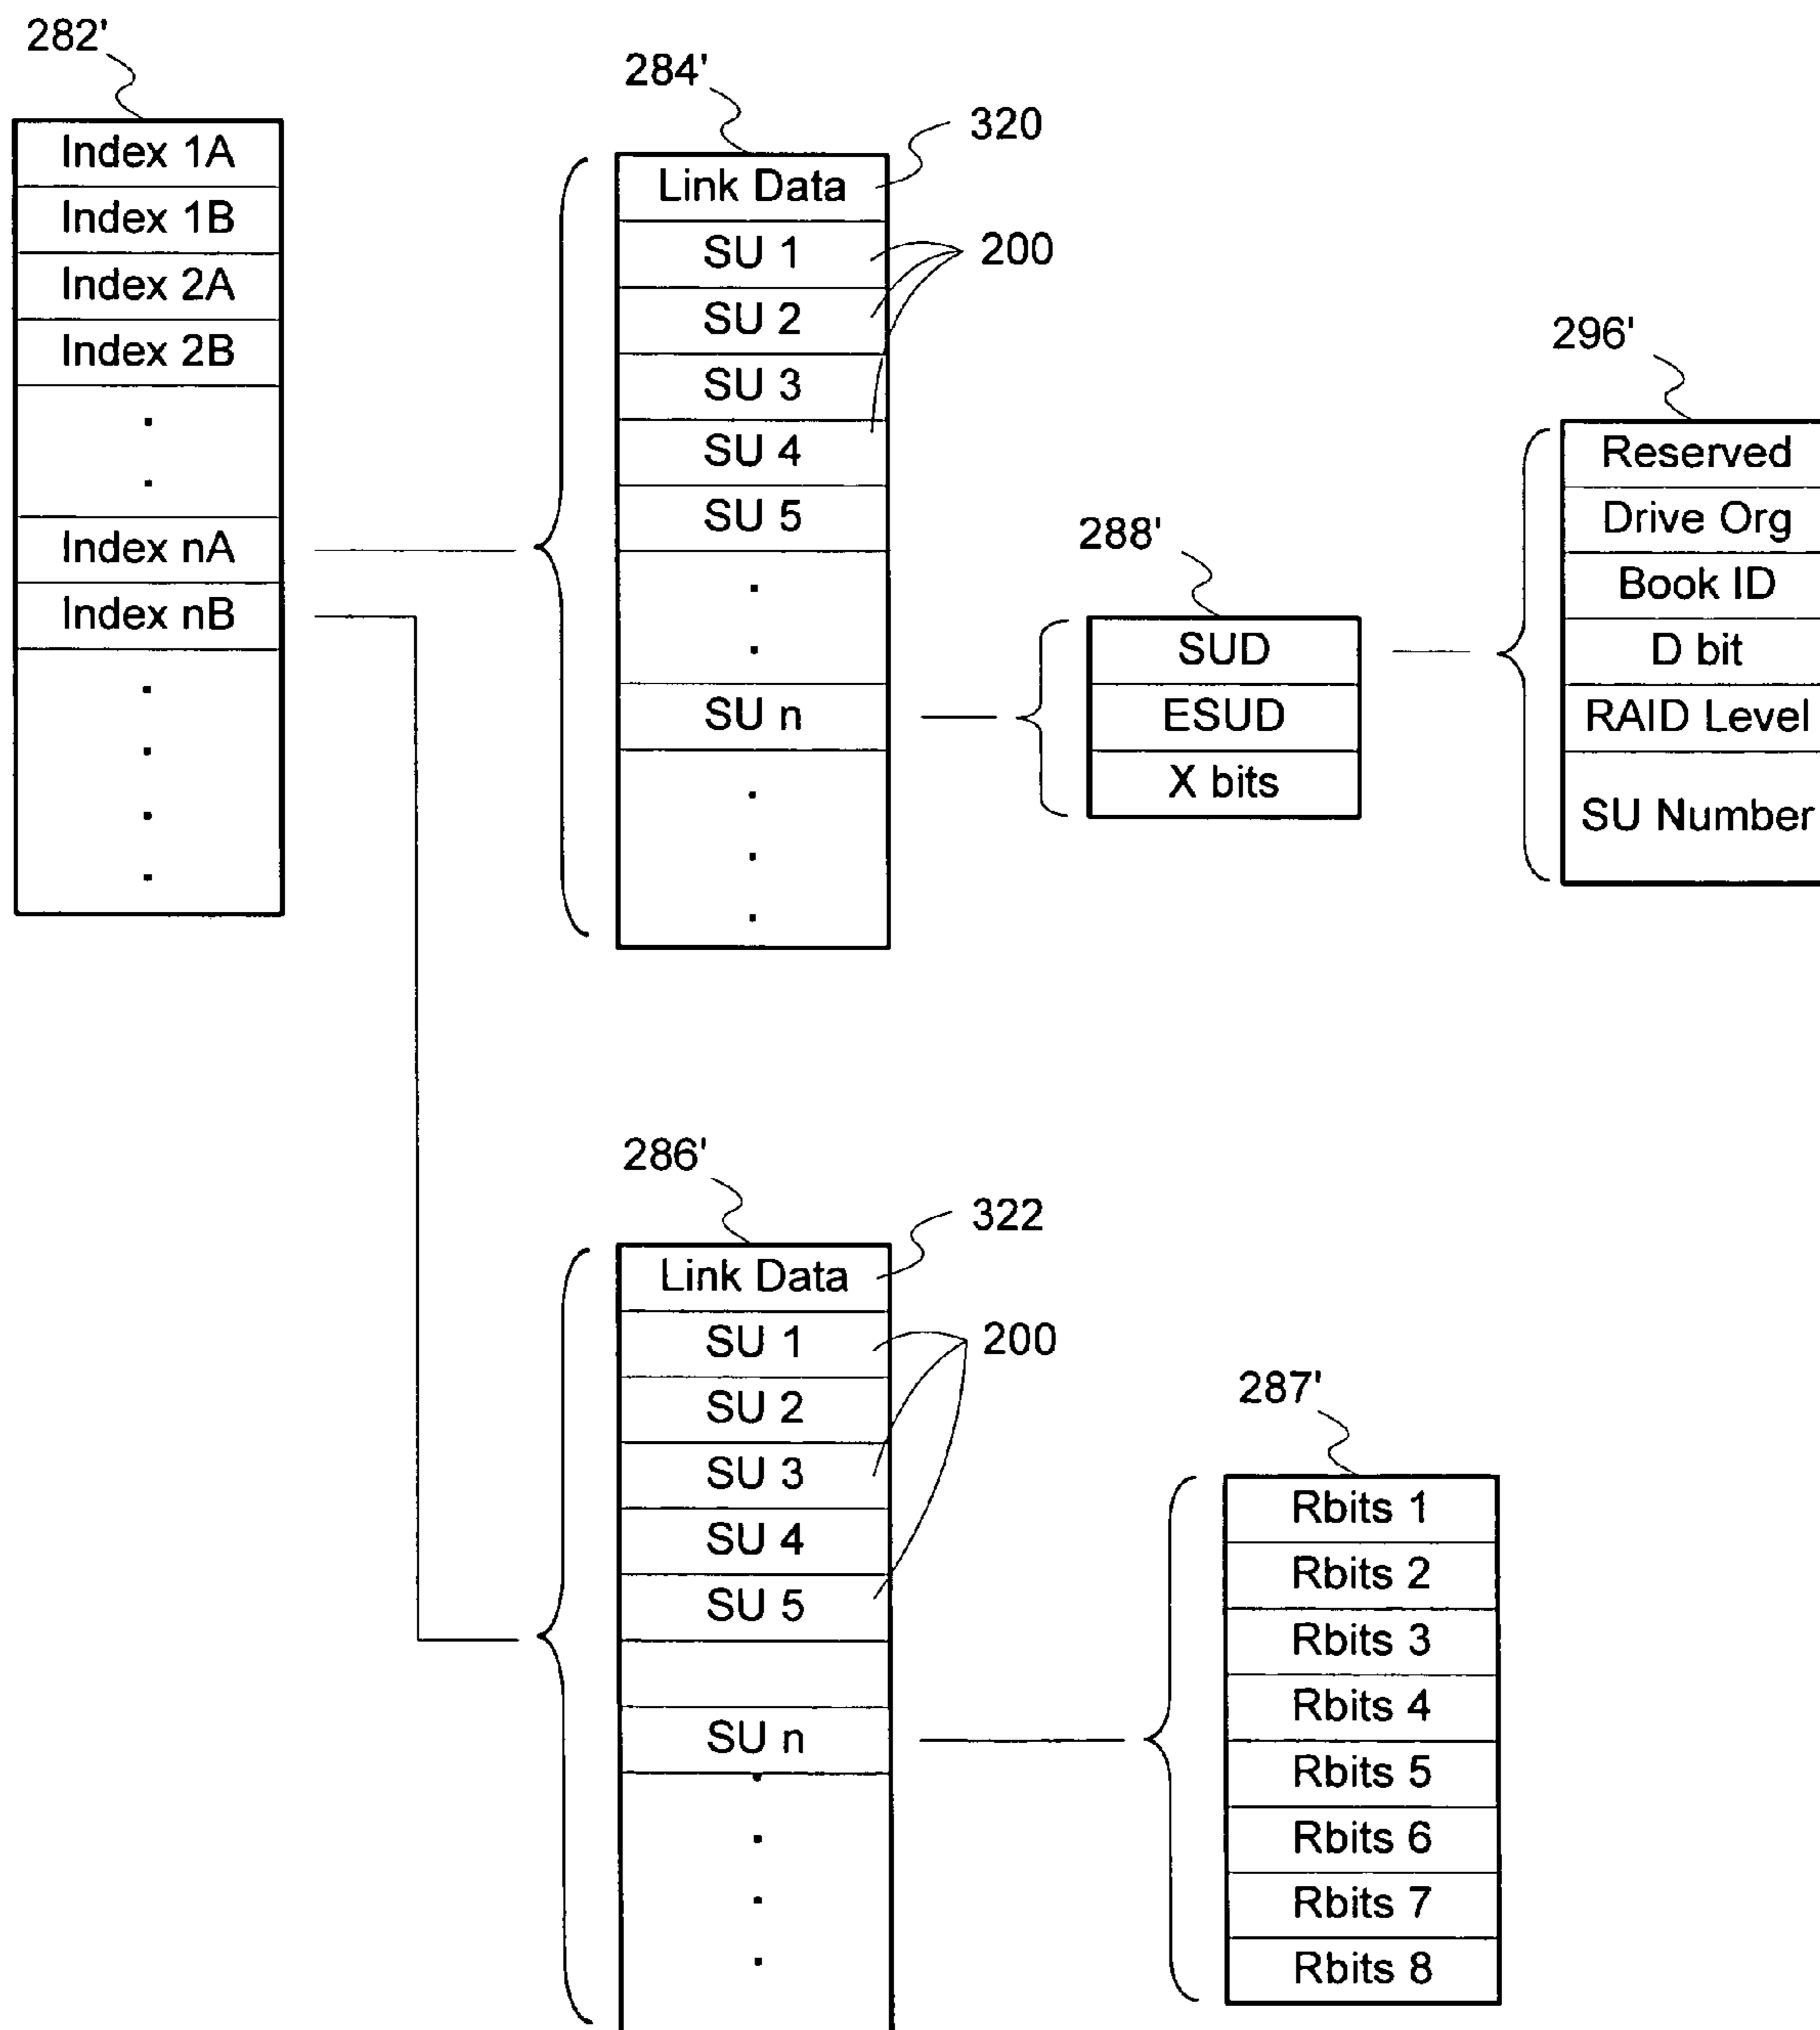 282'
Index 1A
Index 1B
Index 2A
Index 2B
Index nA
Index nB
284'
320
Link Data
SU 1
200
SU 2
SU 3
SU 4
SU 5
SU n
288'
SUD
ESUD
X bits
296'
Reserved
Drive Org
Book ID
D bit
RAID Level
SU Number
286'
322
Link Data
SU 1
200
SU 2
SU 3
SU 4
SU 5
SU n
287'
Rbits 1
Rbits 2
Rbits 3
Rbits 4
Rbits 5
Rbits 6
Rbits 7
Rbits 8